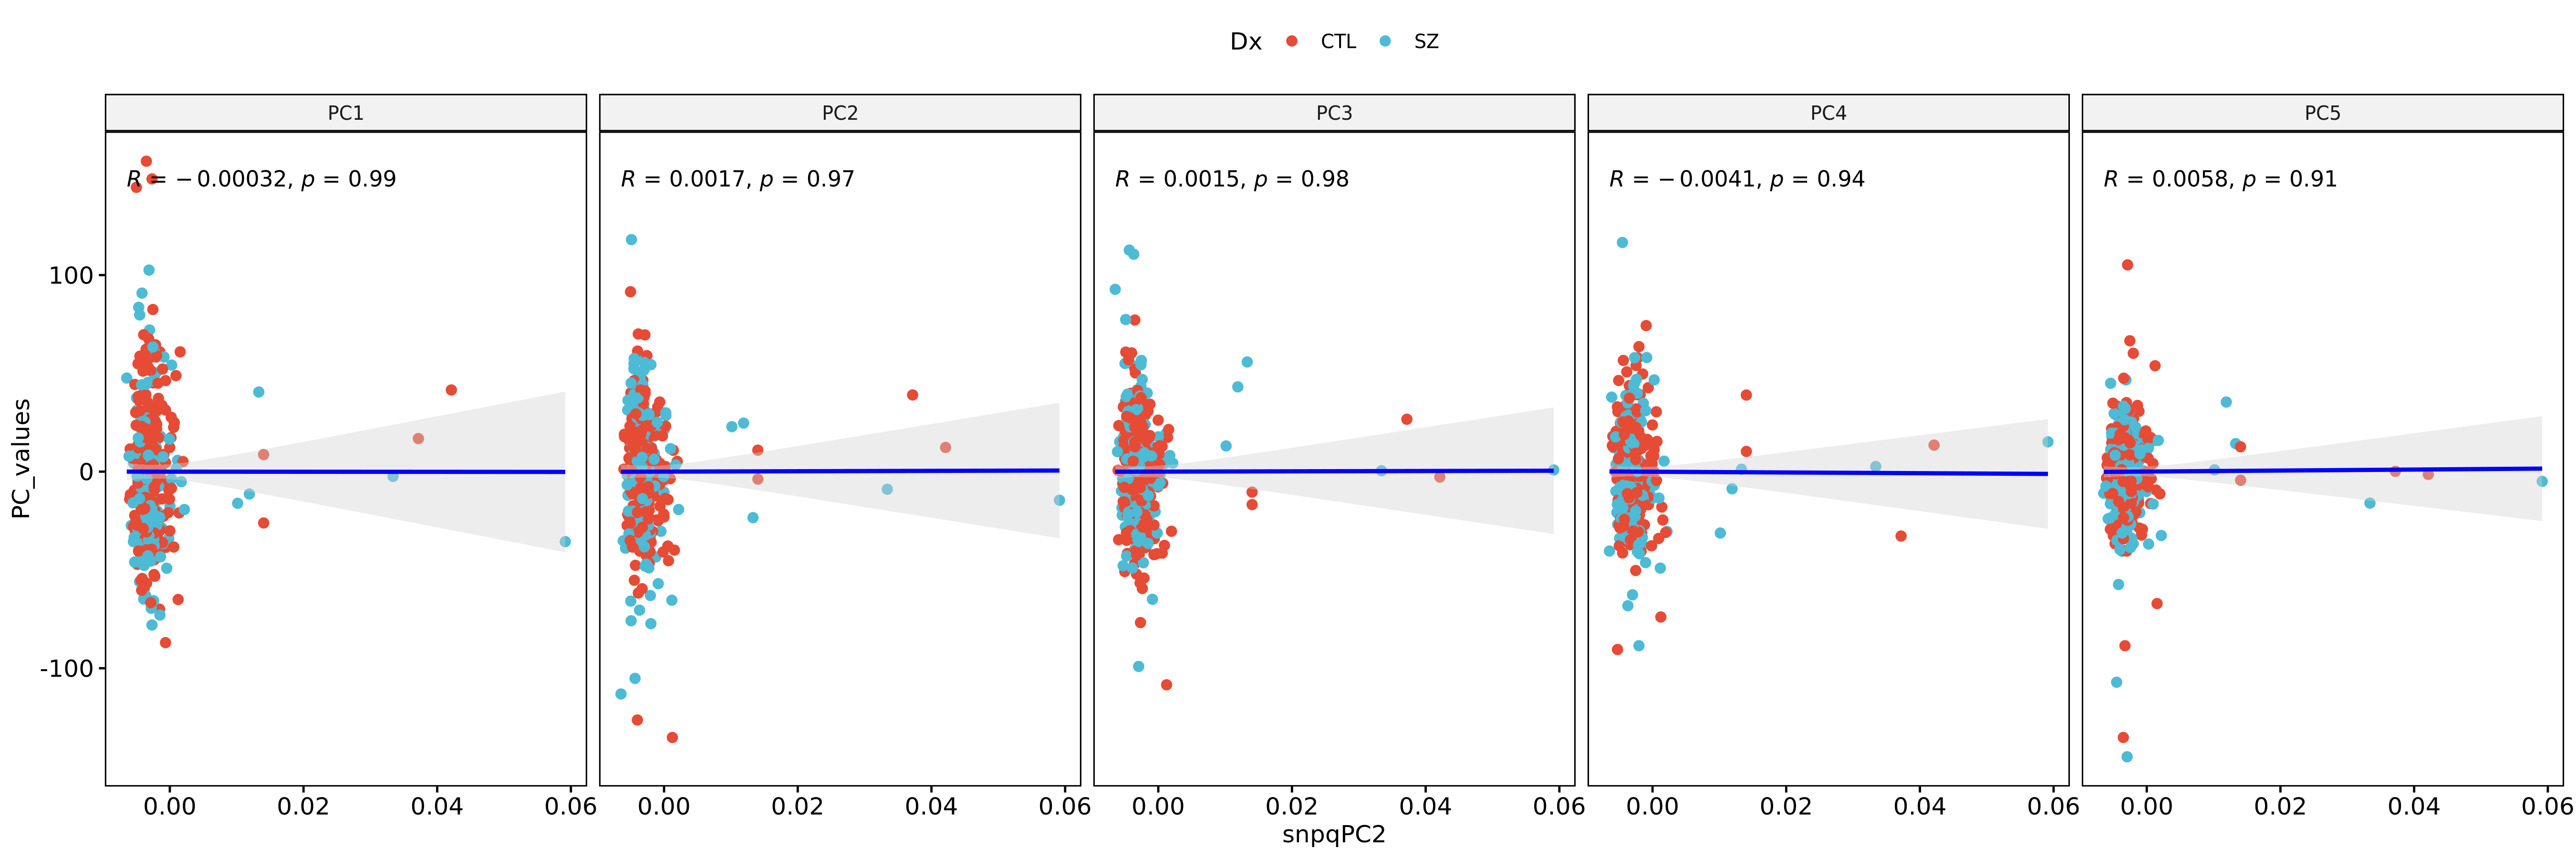 Dx CTL SZ
PC1 PC2 PC3 PC4 PC5
R = −0.00032, p = 0.99 R = 0.0017, p = 0.97 R = 0.0015, p = 0.98 R = −0.0041, p = 0.94 R = 0.0058, p = 0.91
100
0
-100
PC_values
0.00 0.02 0.04 0.06 0.00 0.02 0.04 0.06 0.00 0.02 0.04 0.06 0.00 0.02 0.04 0.06 0.00 0.02 0.04 0.06
snpqPC2